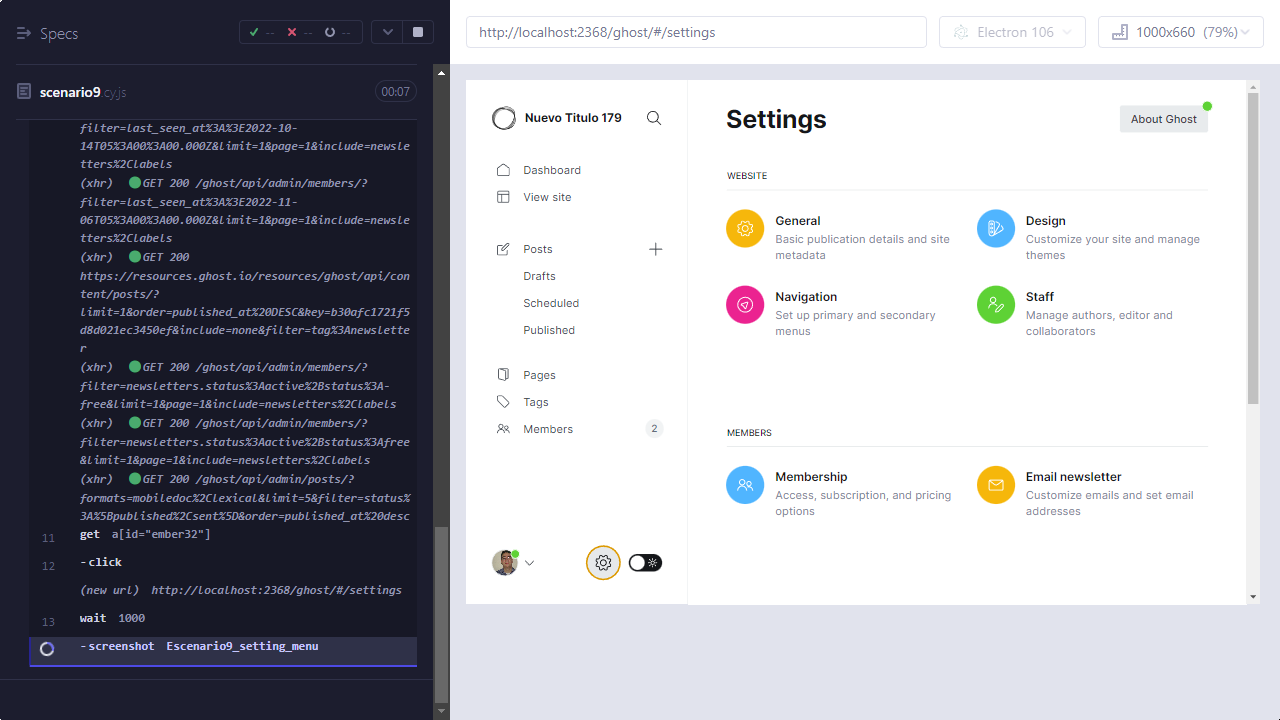 Specs
-- -- --
scenario9.cy.js
00:07
filter=last_seen_at%3A%3E2022-10-
14T05%3A00%3A00.000Z&limit=1&page=1&include=newsle
tters%2Clabels
(xhr) GET 200 /ghost/api/admin/members/?
filter=last_seen_at%3A%3E2022-11-
06T05%3A00%3A00.000Z&limit=1&page=1&include=newsle
tters%2Clabels
(xhr) GET 200
https://resources.ghost.io/resources/ghost/api/con
tent/posts/?
limit=1&order=published_at%20DESC&key=b30afc1721f5
d8d021ec3450ef&include=none&filter=tag%3Anewslette
r
(xhr) GET 200 /ghost/api/admin/members/?
filter=newsletters.status%3Aactive%2Bstatus%3A-
free&limit=1&page=1&include=newsletters%2Clabels
(xhr) GET 200 /ghost/api/admin/members/?
filter=newsletters.status%3Aactive%2Bstatus%3Afree
&limit=1&page=1&include=newsletters%2Clabels
(xhr) GET 200 /ghost/api/admin/posts/?
formats=mobiledoc%2Clexical&limit=5&filter=status%
3A%5Bpublished%2Csent%5D&order=published_at%20desc
11 get a[id="ember32"]
12 -click
(new url) http://localhost:2368/ghost/#/settings
13 wait 1000
-screenshot Escenario9_setting_menu
http://localhost:2368/ghost/#/settings
Electron 106
1000x660 (79%)
Nuevo Titulo 179
Dashboard
View site
Posts
Drafts
Scheduled
Published
Pages
Tags
Members 2
Settings
About Ghost
WEBSITE
General
Basic publication details and site
metadata
Design
Customize your site and manage
themes
Navigation
Set up primary and secondary
menus
Staff
Manage authors, editor and
collaborators
MEMBERS
Membership
Access, subscription, and pricing
options
Email newsletter
Customize emails and set email
addresses